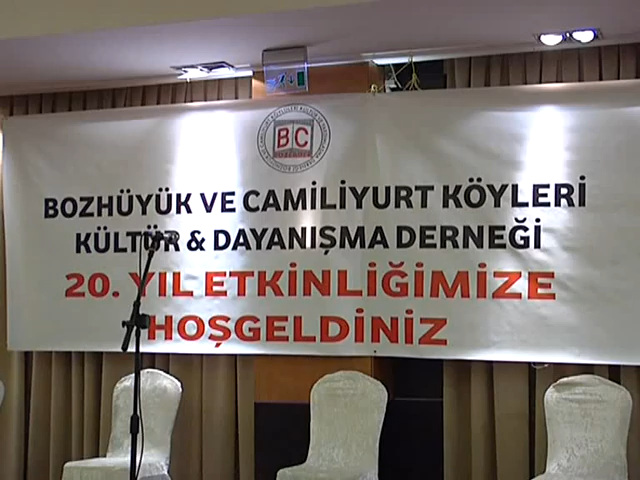 BC
BOZHÜYÜK VE CAMİLİYURT KÖYLERİ
KÜLTÜR & DAYANIŞMA DERNEĞİ
20. YIL ETKİNLİĞİMİZE
HOŞGELDİNİZ